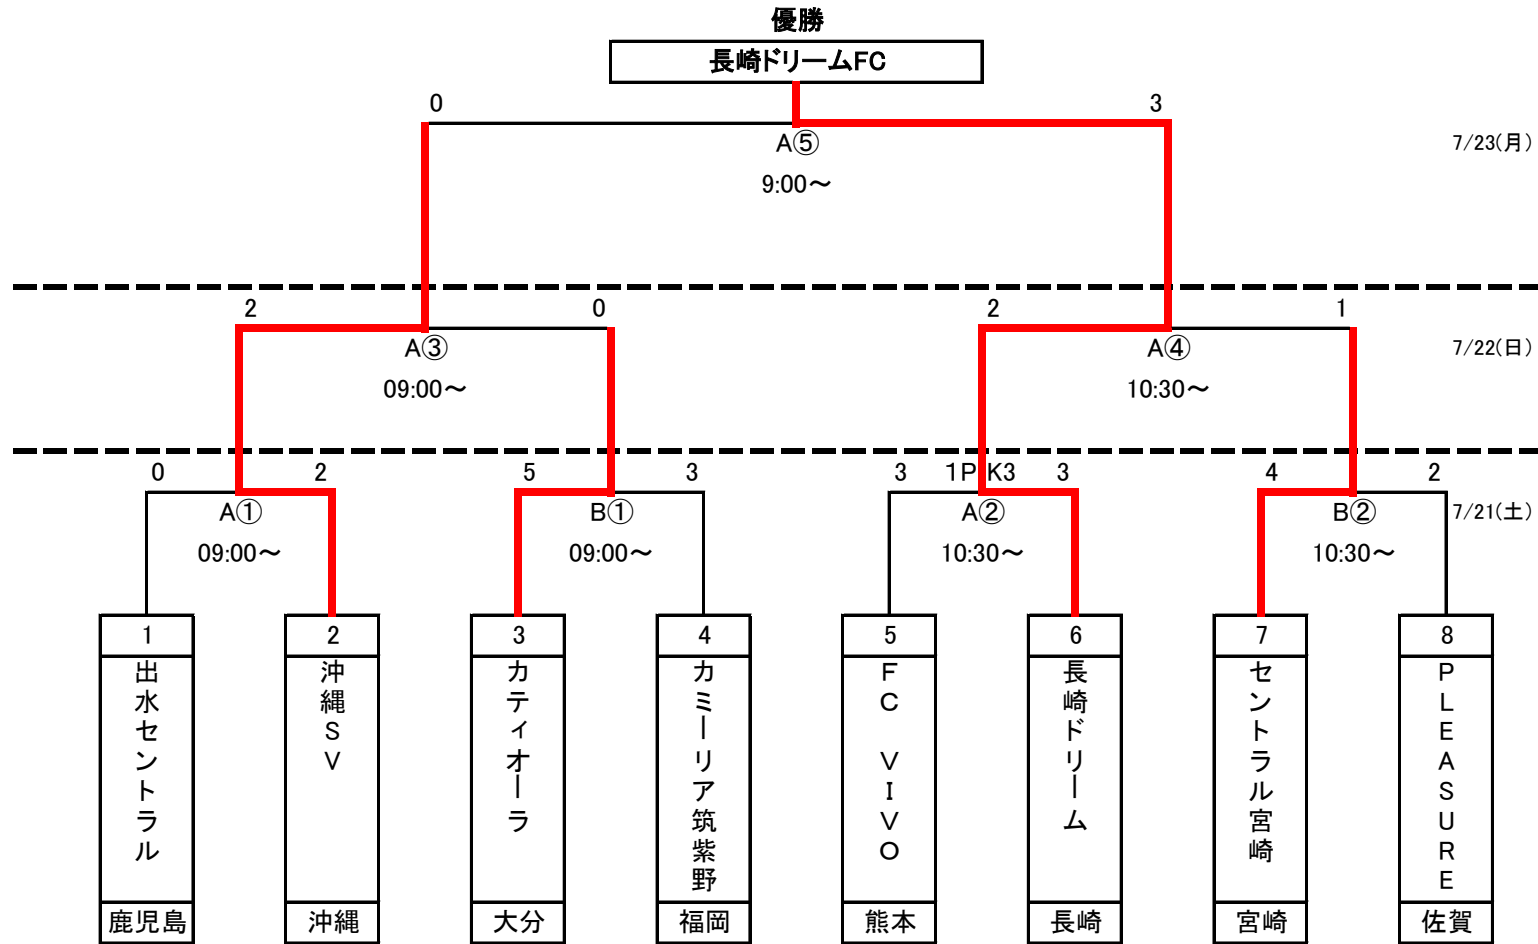 優勝
長崎ドリームFC
0 3
A⑤ 7/23(月)
9:00～
2 0 2 1
A③ A④ 7/22(日)
09:00～ 10:30～
0 2 5 3 3 1PK3 3 4 2
A① B① A② B② 7/21(土)
09:00～ 09:00～ 10:30～ 10:30～
1 2 3 4 5 6 7 8
出水セントラル
沖縄SV
カティオーラ
カミーリア筑紫野
FC VIVO
長崎ドリーム
セントラル宮崎
PLEASURE
鹿児島 沖縄 大分 福岡 熊本 長崎 宮崎 佐賀